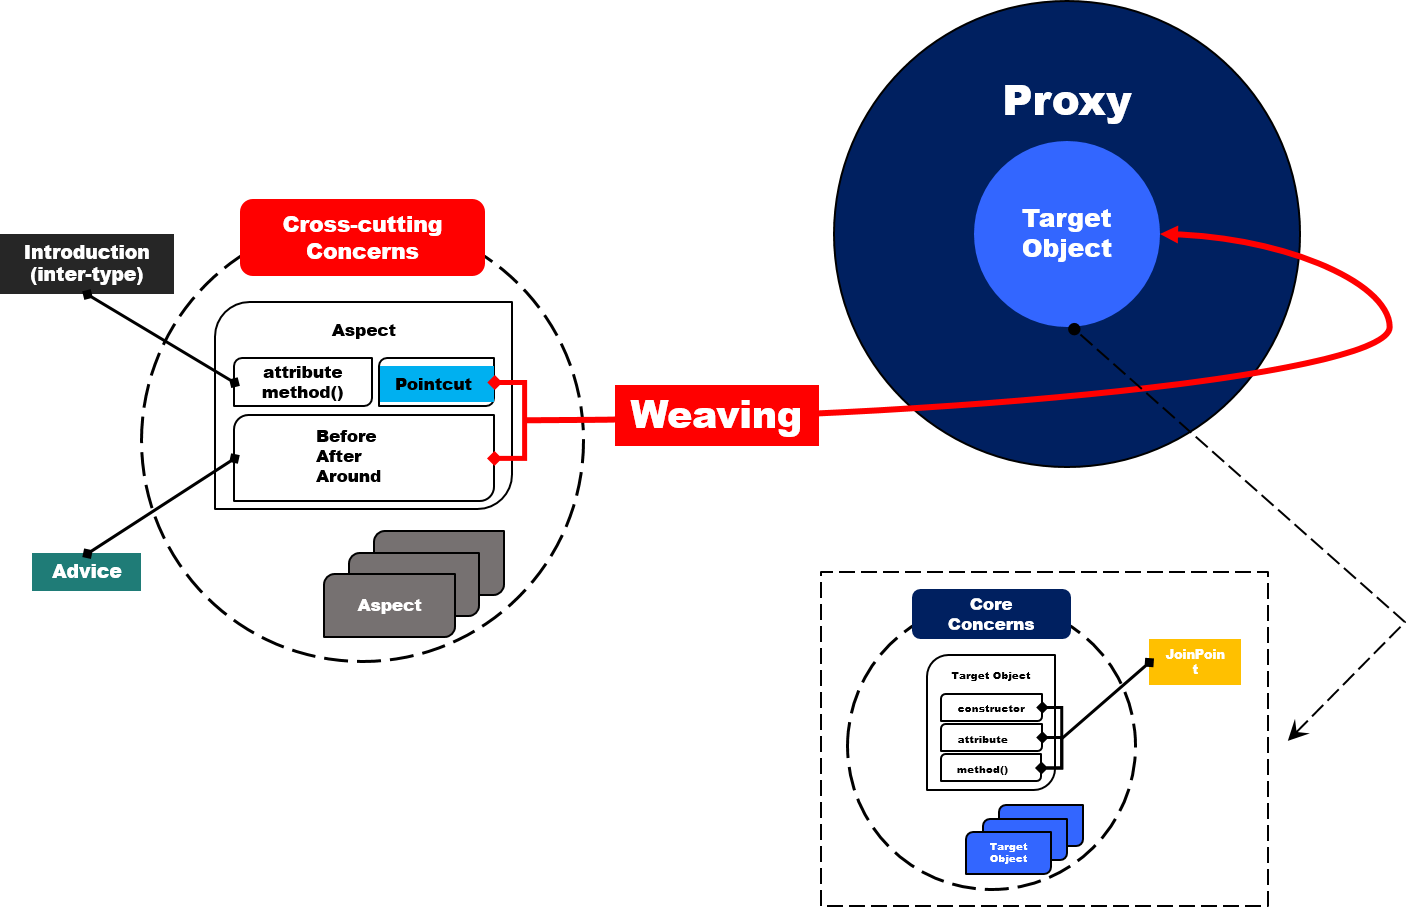 Proxy
Target
Object
Cross-cutting
Concerns
Introduction
(inter-type)
Aspect
attribute
method()
Pointcut
Before
After
Around
Weaving
Advice
Aspect
Core
Concerns
JoinPoin
t
Target Object
constructor
attribute
method()
Target
Object